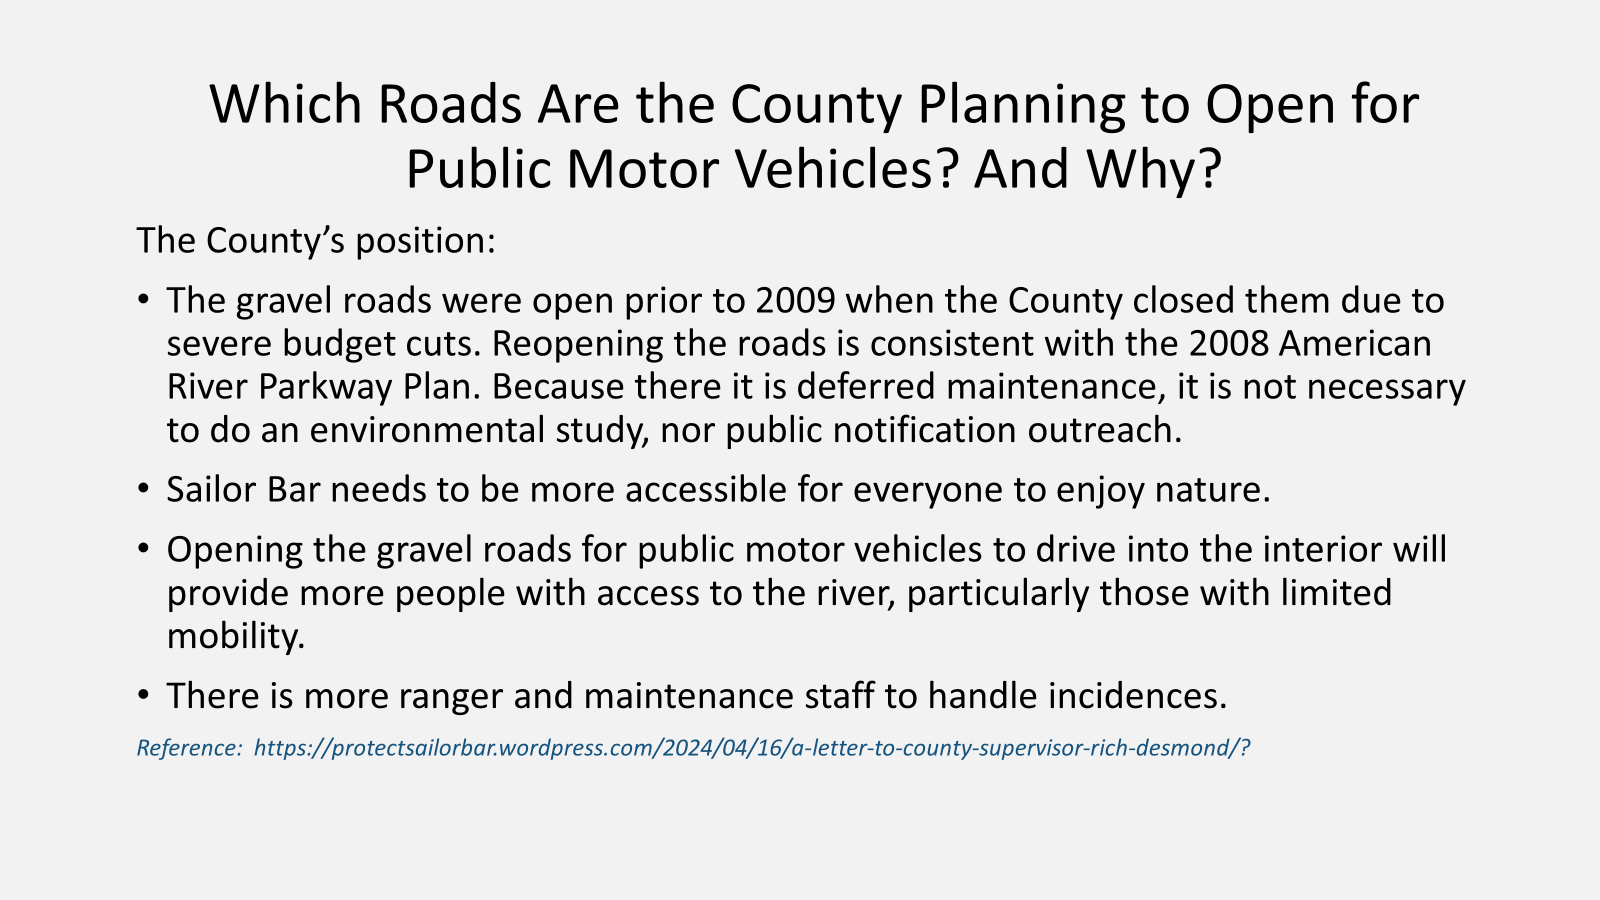 Which Roads Are the County Planning to Open for
Public Motor Vehicles? And Why?
The County’s position:
• The gravel roads were open prior to 2009 when the County closed them due to
severe budget cuts. Reopening the roads is consistent with the 2008 American
River Parkway Plan. Because there it is deferred maintenance, it is not necessary
to do an environmental study, nor public notification outreach.
• Sailor Bar needs to be more accessible for everyone to enjoy nature.
• Opening the gravel roads for public motor vehicles to drive into the interior will
provide more people with access to the river, particularly those with limited
mobility.
• There is more ranger and maintenance staff to handle incidences.
Reference:  https://protectsailorbar.wordpress.com/2024/04/16/a-letter-to-county-supervisor-rich-desmond/?